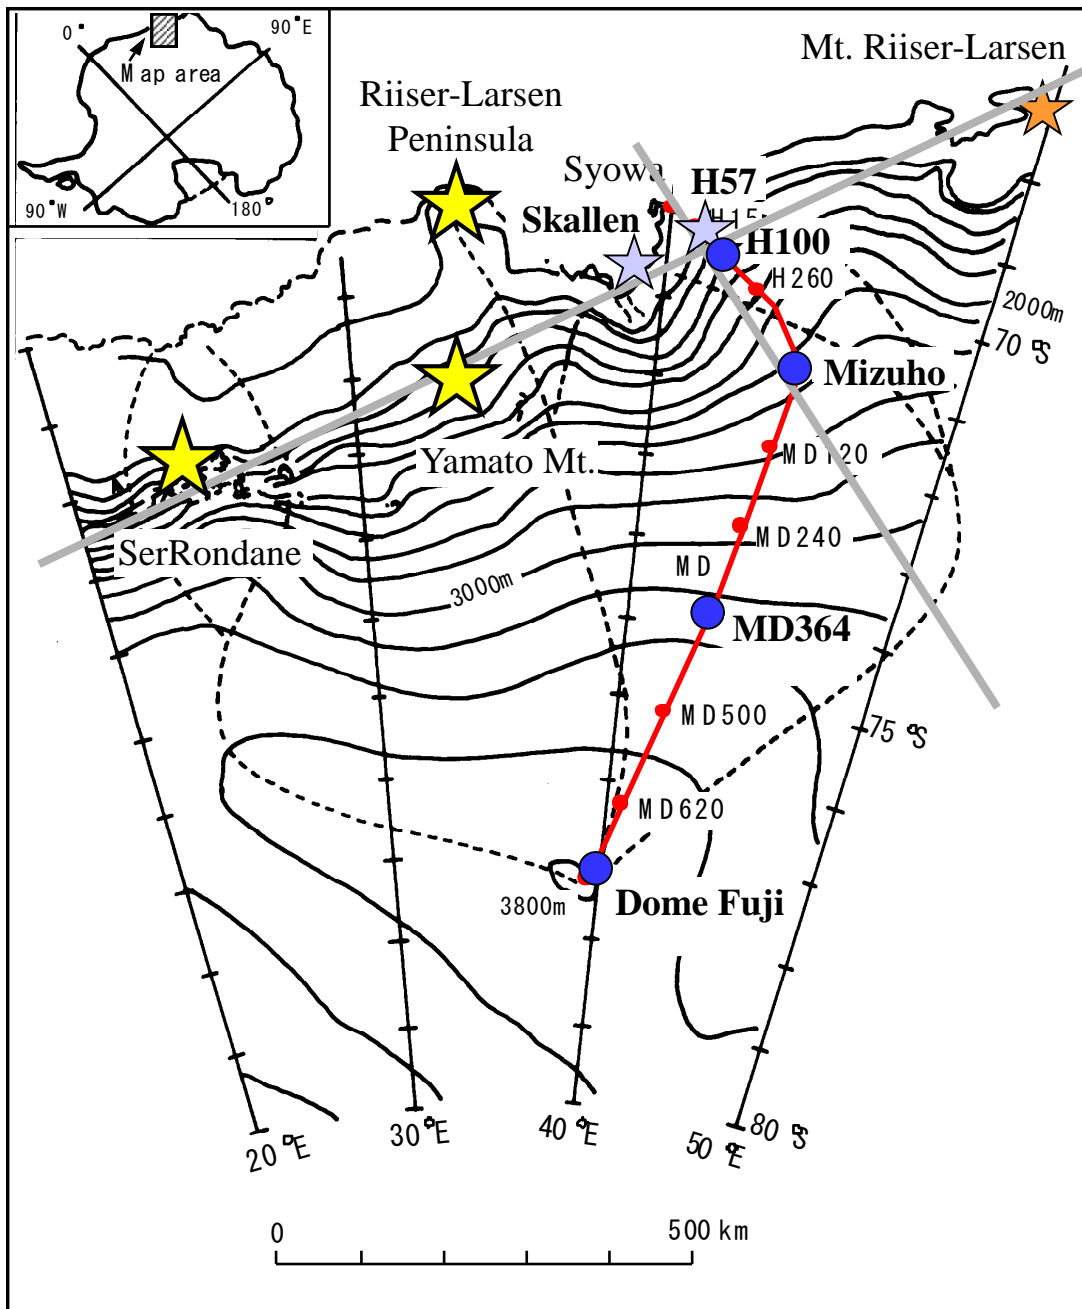 0°
90°E
Map area
90°W
180°
Mt. Riiser-Larsen
Riiser-Larsen
Peninsula
Syowa
H57
Skallen
H15
H100
H260
2000m
70°S
Mizuho
MD120
Yamato Mt.
MD240
SerRondane
MD
3000m
MD364
MD500
75°S
MD620
3800m
Dome Fuji
20°E
30°E
40°E
50°E
80°S
0
500 km